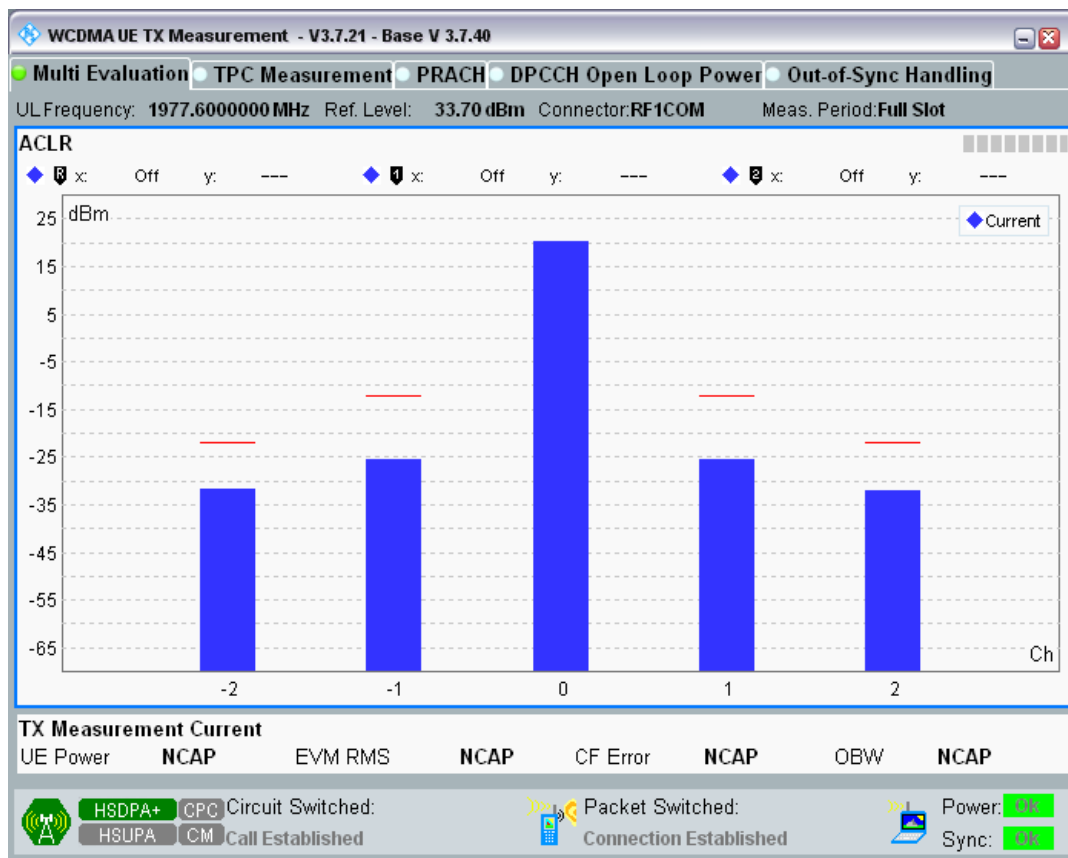 WCDMA UE TX Measurement - V3.7.21 - Base V 3.7.40
Multi Evaluation TPC Measurement PRACH DPCCH Open Loop Power Out-of-Sync Handling
UL Frequency: 1977.6000000 MHz Ref. Level: 33.70 dBm Connector:RF1COM Meas. Period:Full Slot
ACLR
R x: Off y: --- 1 x: Off y: --- 2 x: Off y: ---
dBm
Current
25
15
5
-5
-15
-25
-35
-45
-55
-65
Ch
-2 -1 0 1 2
TX Measurement Current
UE Power NCAP EVM RMS NCAP CF Error NCAP OBW NCAP
HSDPA+ CPC Circuit Switched: Packet Switched: Power: OK
HSUPA CM Call Established Connection Established Sync: OK